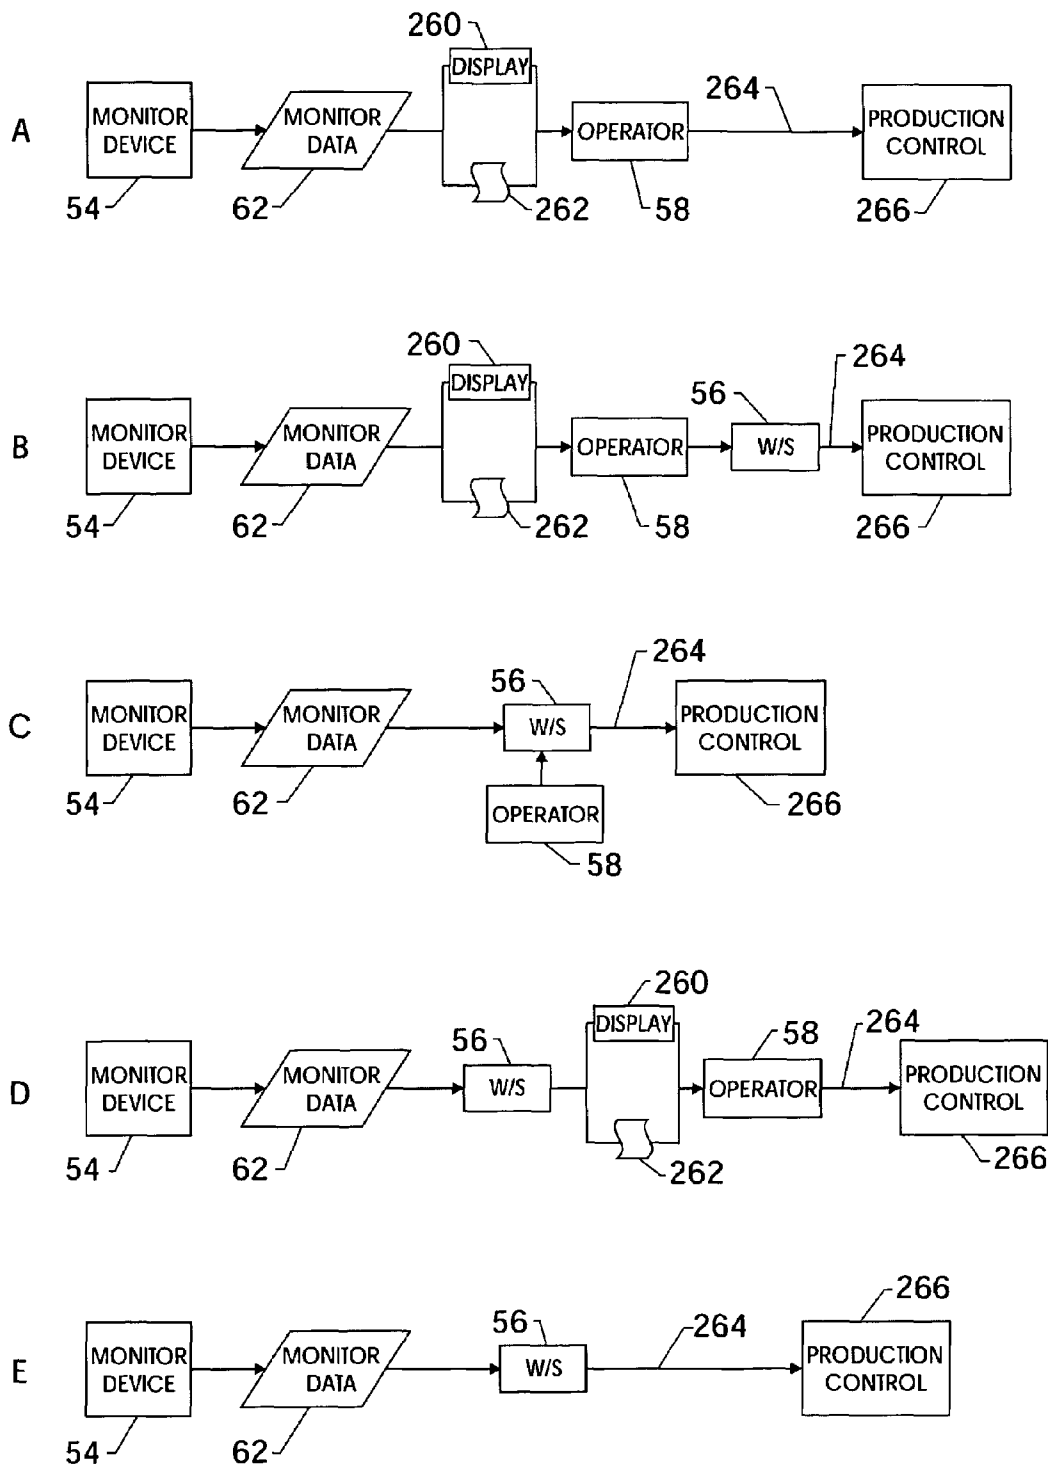 260
DISPLAY
264
A
MONITOR
DEVICE
MONITOR
DATA
OPERATOR
PRODUCTION
CONTROL
54
62
262
58
266
260
DISPLAY
264
56
B
MONITOR
DEVICE
MONITOR
DATA
OPERATOR
W/S
PRODUCTION
CONTROL
54
62
262
58
266
264
56
C
MONITOR
DEVICE
MONITOR
DATA
W/S
PRODUCTION
CONTROL
54
62
OPERATOR
266
58
260
DISPLAY
264
56
58
D
MONITOR
DEVICE
MONITOR
DATA
W/S
OPERATOR
PRODUCTION
CONTROL
54
62
262
266
266
56
264
E
MONITOR
DEVICE
MONITOR
DATA
W/S
PRODUCTION
CONTROL
54
62